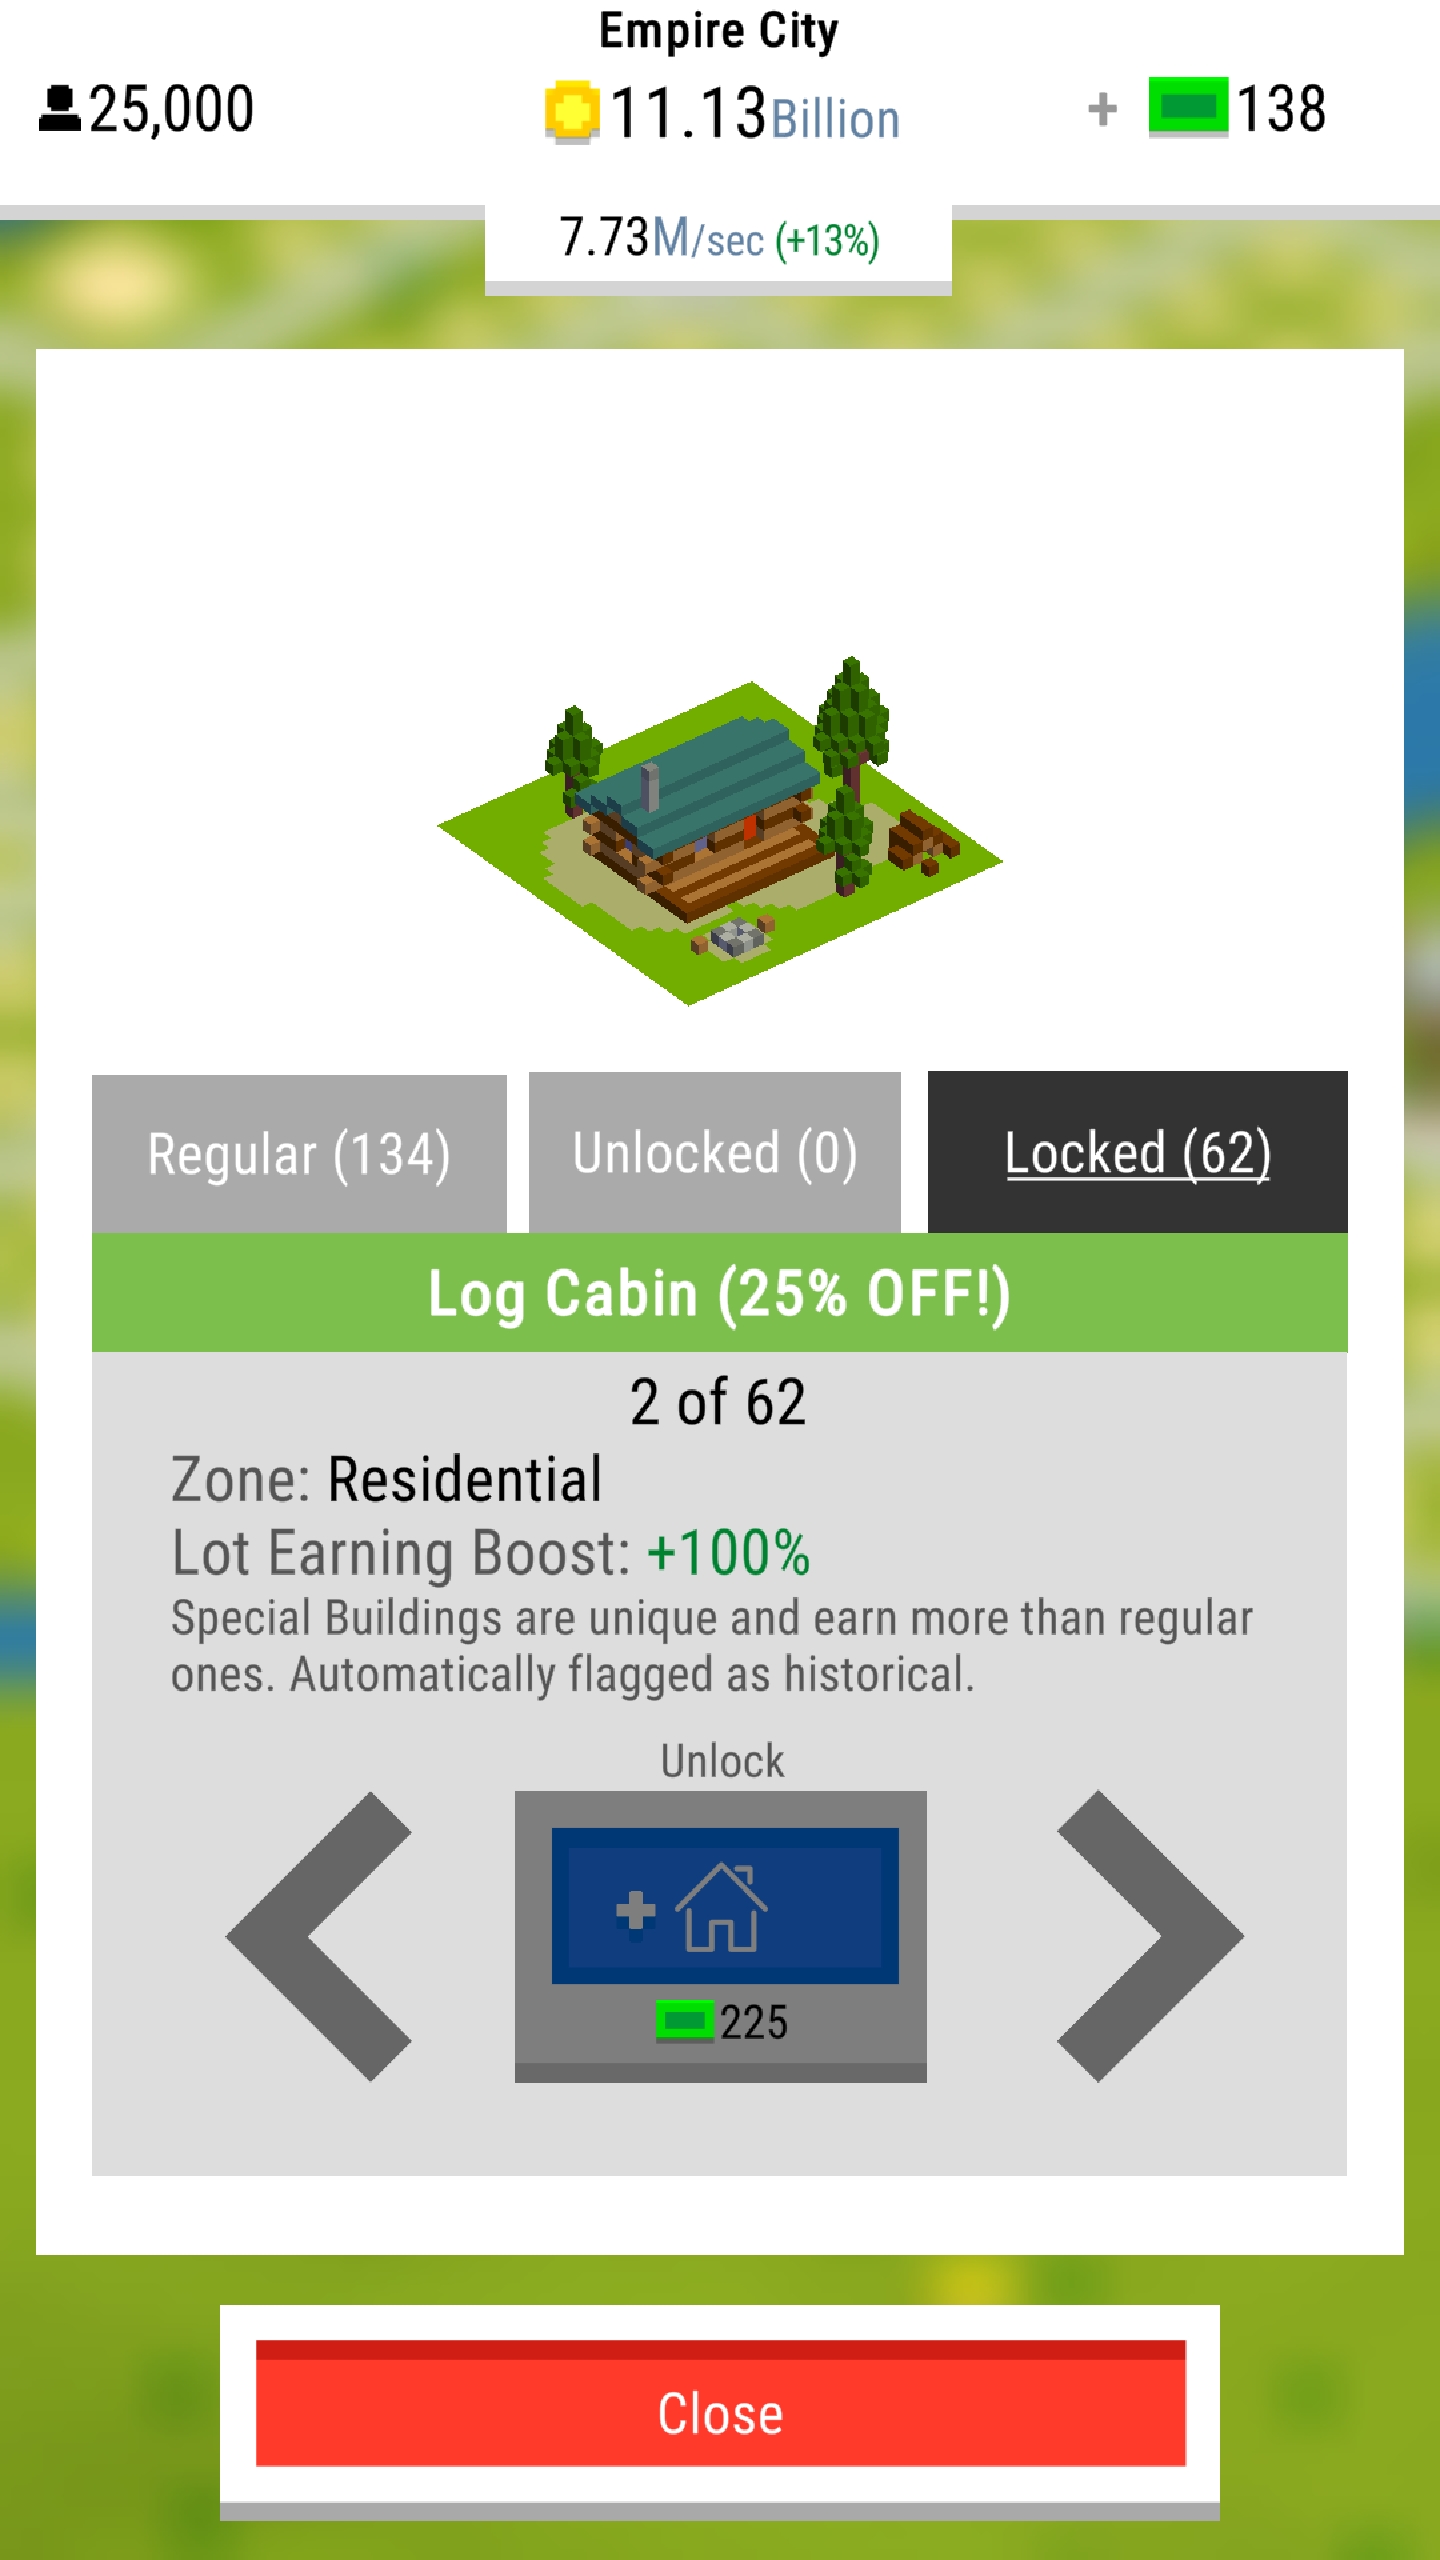 Empire City
25,000
11.13Billion
+ 138
7.73M/sec (+13%)
Regular (134)
Unlocked (0)
Locked (62)
Log Cabin (25% OFF!)
2 of 62
Zone: Residential
Lot Earning Boost: +100%
Special Buildings are unique and earn more than regular
ones. Automatically flagged as historical.
Unlock
225
Close